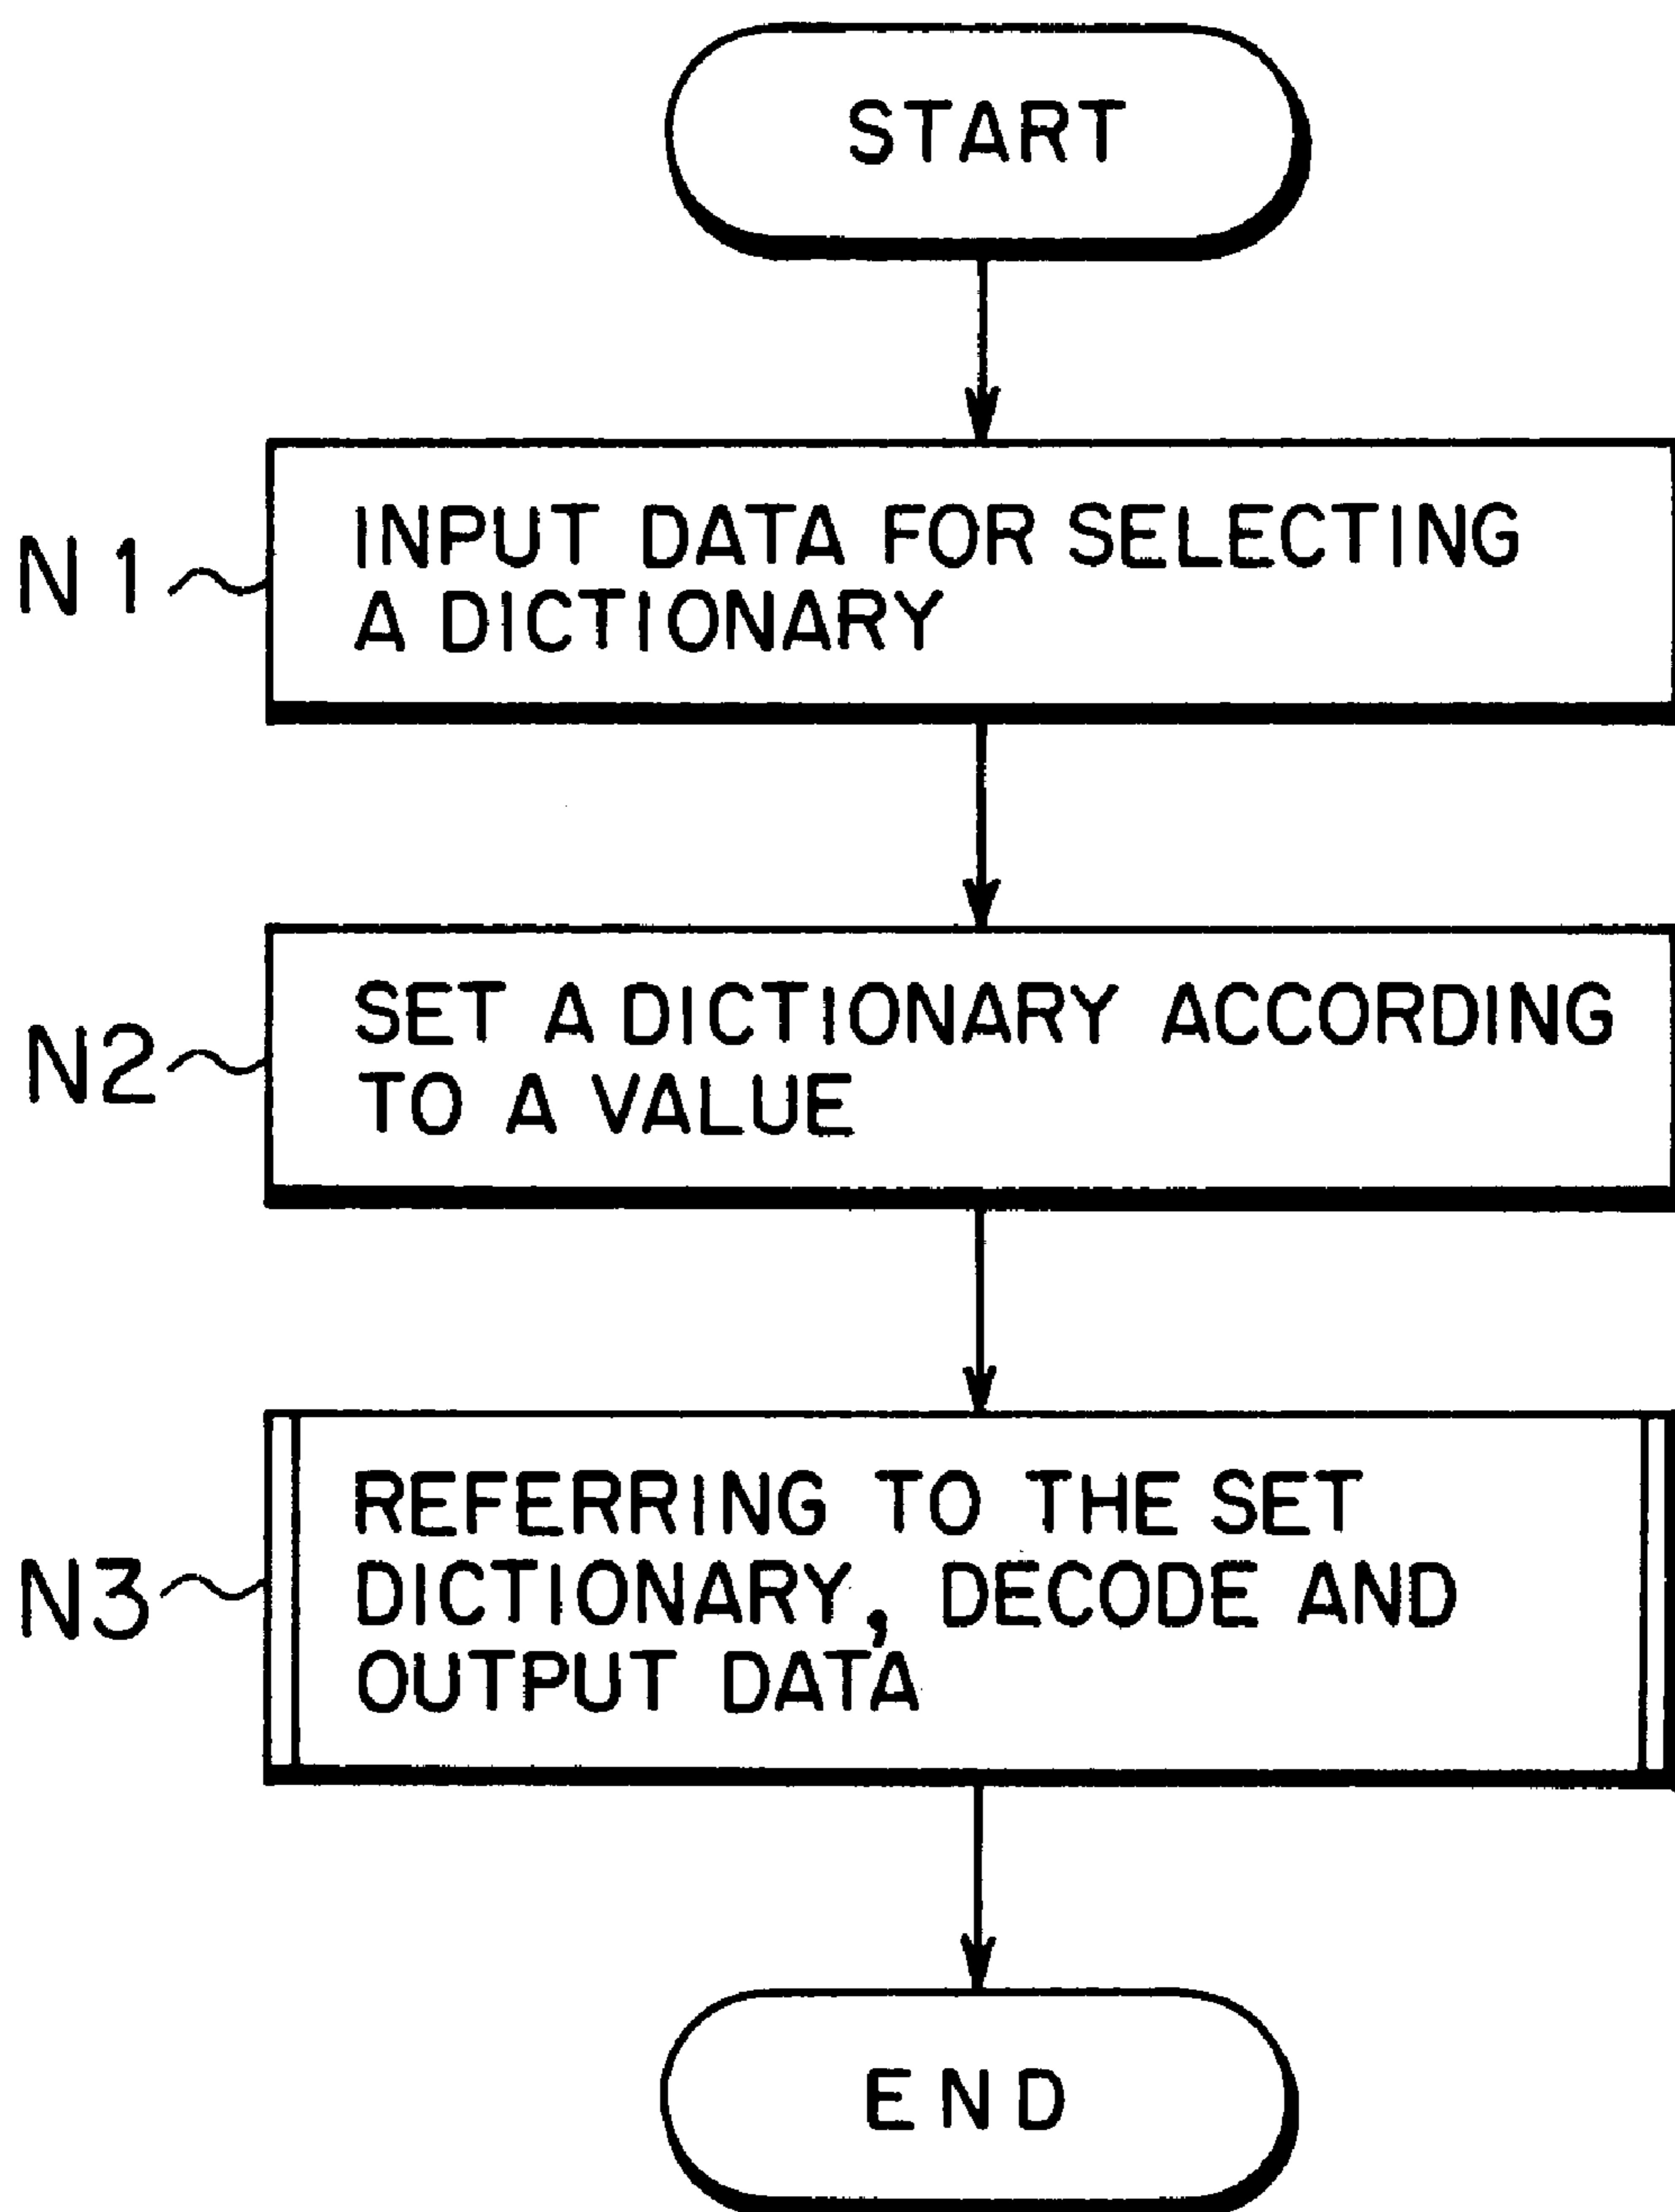 START
N1
INPUT DATA FOR SELECTING
A DICTIONARY
N2
SET A DICTIONARY ACCORDING
TO A VALUE
N3
REFERRING TO THE SET
DICTIONARY, DECODE AND
OUTPUT DATA
END